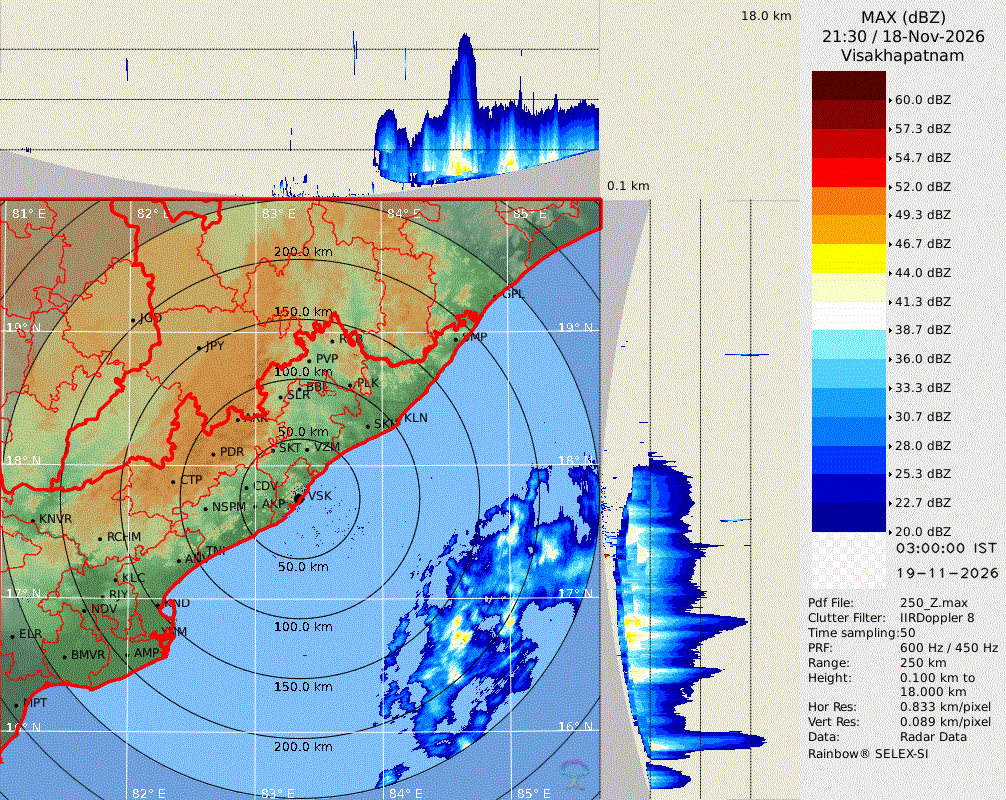 18.0 km
MAX (dBZ)
21:30 / 18-Nov-2026
Visakhapatnam
60.0 dBZ
57.3 dBZ
54.7 dBZ
52.0 dBZ
49.3 dBZ
46.7 dBZ
44.0 dBZ
41.3 dBZ
38.7 dBZ
36.0 dBZ
33.3 dBZ
30.7 dBZ
28.0 dBZ
25.3 dBZ
22.7 dBZ
20.0 dBZ
0.1 km
81° E
82° E
83° E
84° E
85° E
200.0 km
GPL
150.0 km
JGD
19° N
19° N
JPY
PVP
100.0 km
PLK
SLR
KLN
50.0 km
SKT
VZM
PDR
18° N
18° N
CTP
CDV
VSK
NSPM
AKP
KNVR
50.0 km
KLC
RJY
17° N
17° N
NDV
100.0 km
ELR
BMVR
AMP
150.0 km
16° N
16° N
200.0 km
82° E
83° E
84° E
85° E
03:00:00 IST
19-11-2026
Pdf File: 250_Z.max
Clutter Filter: IIRDoppler 8
Time sampling:50
PRF: 600 Hz / 450 Hz
Range: 250 km
Height: 0.100 km to
18.000 km
Hor Res: 0.833 km/pixel
Vert Res: 0.089 km/pixel
Data: Radar Data
Rainbow® SELEX-SI